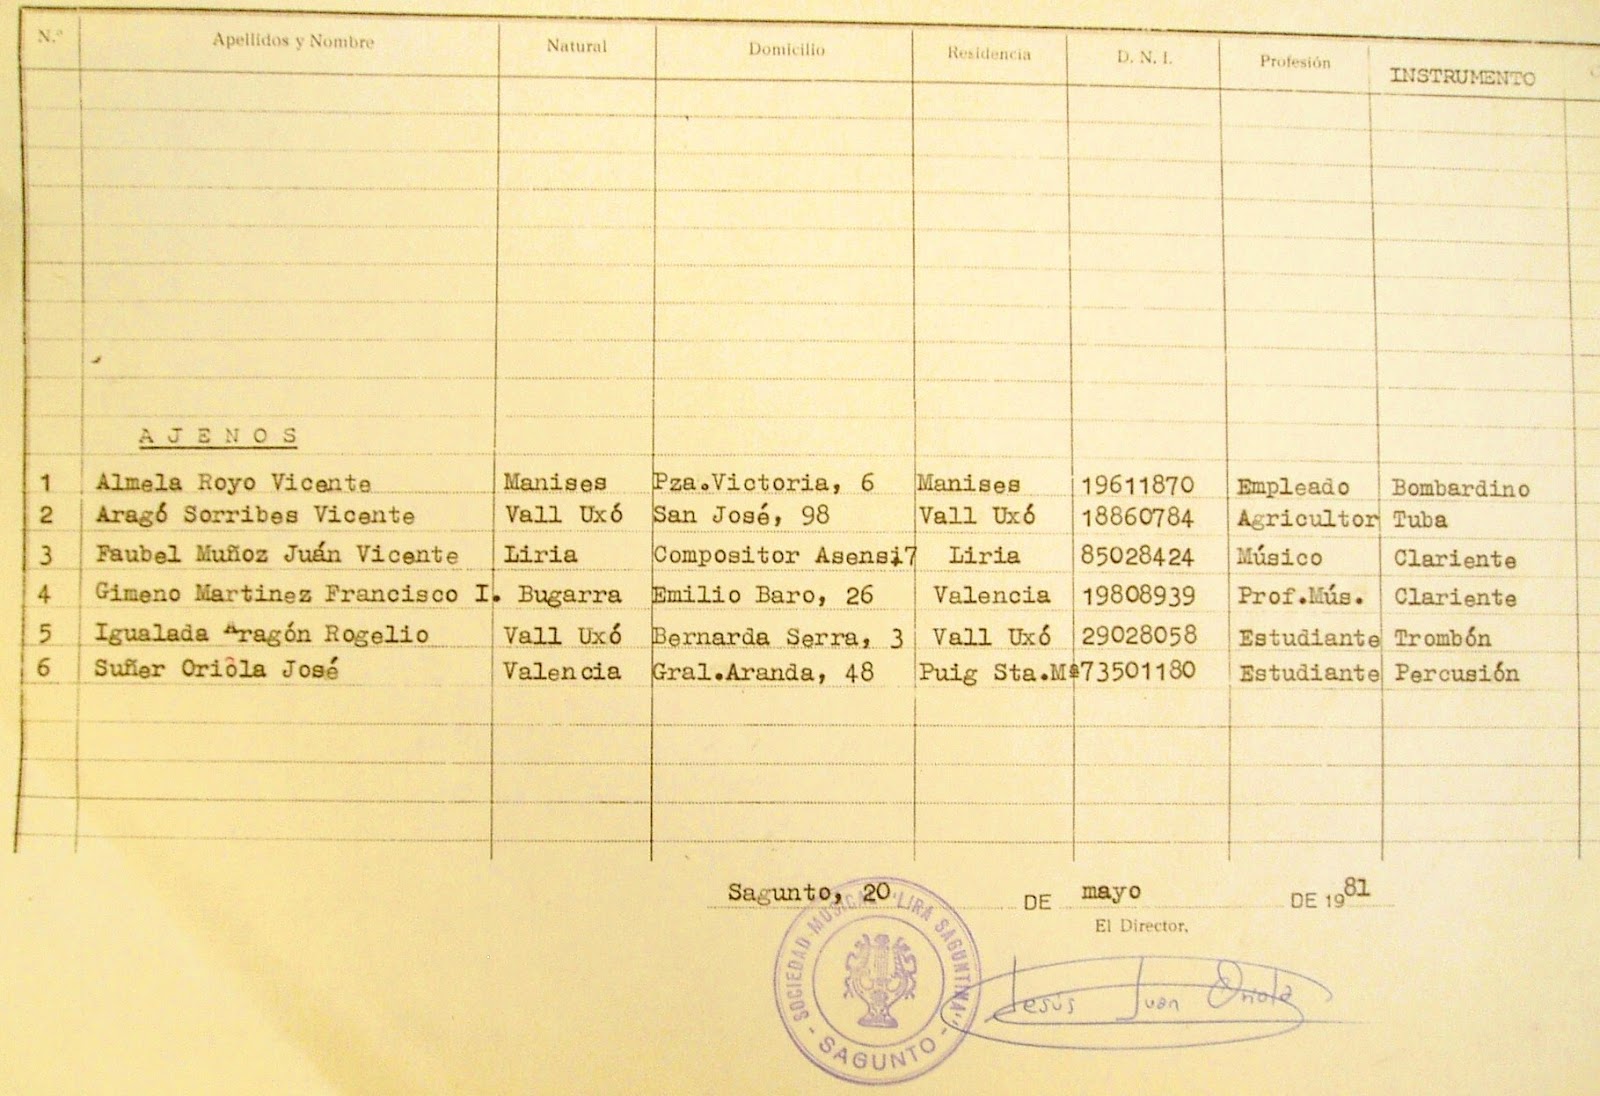 N.º Apellidos y Nombre Natural Domicilio Residencia D. N. I. Profesión INSTRUMENTO
A J E N O S
1 Almela Royo Vicente Manises Pza.Victoria, 6 Manises 19611870 Empleado Bombardino
2 Aragó Sorribes Vicente Vall Uxó San José, 98 Vall Uxó 18860784 Agricultor Tuba
3 Faubel Muñoz Juán Vicente Liria Compositor Asensi7 Liria 85028424 Músico Clariente
4 Gimeno Martinez Francisco I. Bugarra Emilio Baro, 26 Valencia 19808939 Prof.Mús. Clariente
5 Igualada Aragón Rogelio Vall Uxó Bernarda Serra, 3 Vall Uxó 29028058 Estudiante Trombón
6 Suñer Oriola José Valencia Gral.Aranda, 48 Puig Sta.Mª 73501180 Estudiante Percusión
Sagunto, 20 DE mayo DE 1981
El Director,
SOCIEDAD MUSICAL "LIRA SAGUNTINA"
- SAGUNTO -
Jesús Juan Oriola